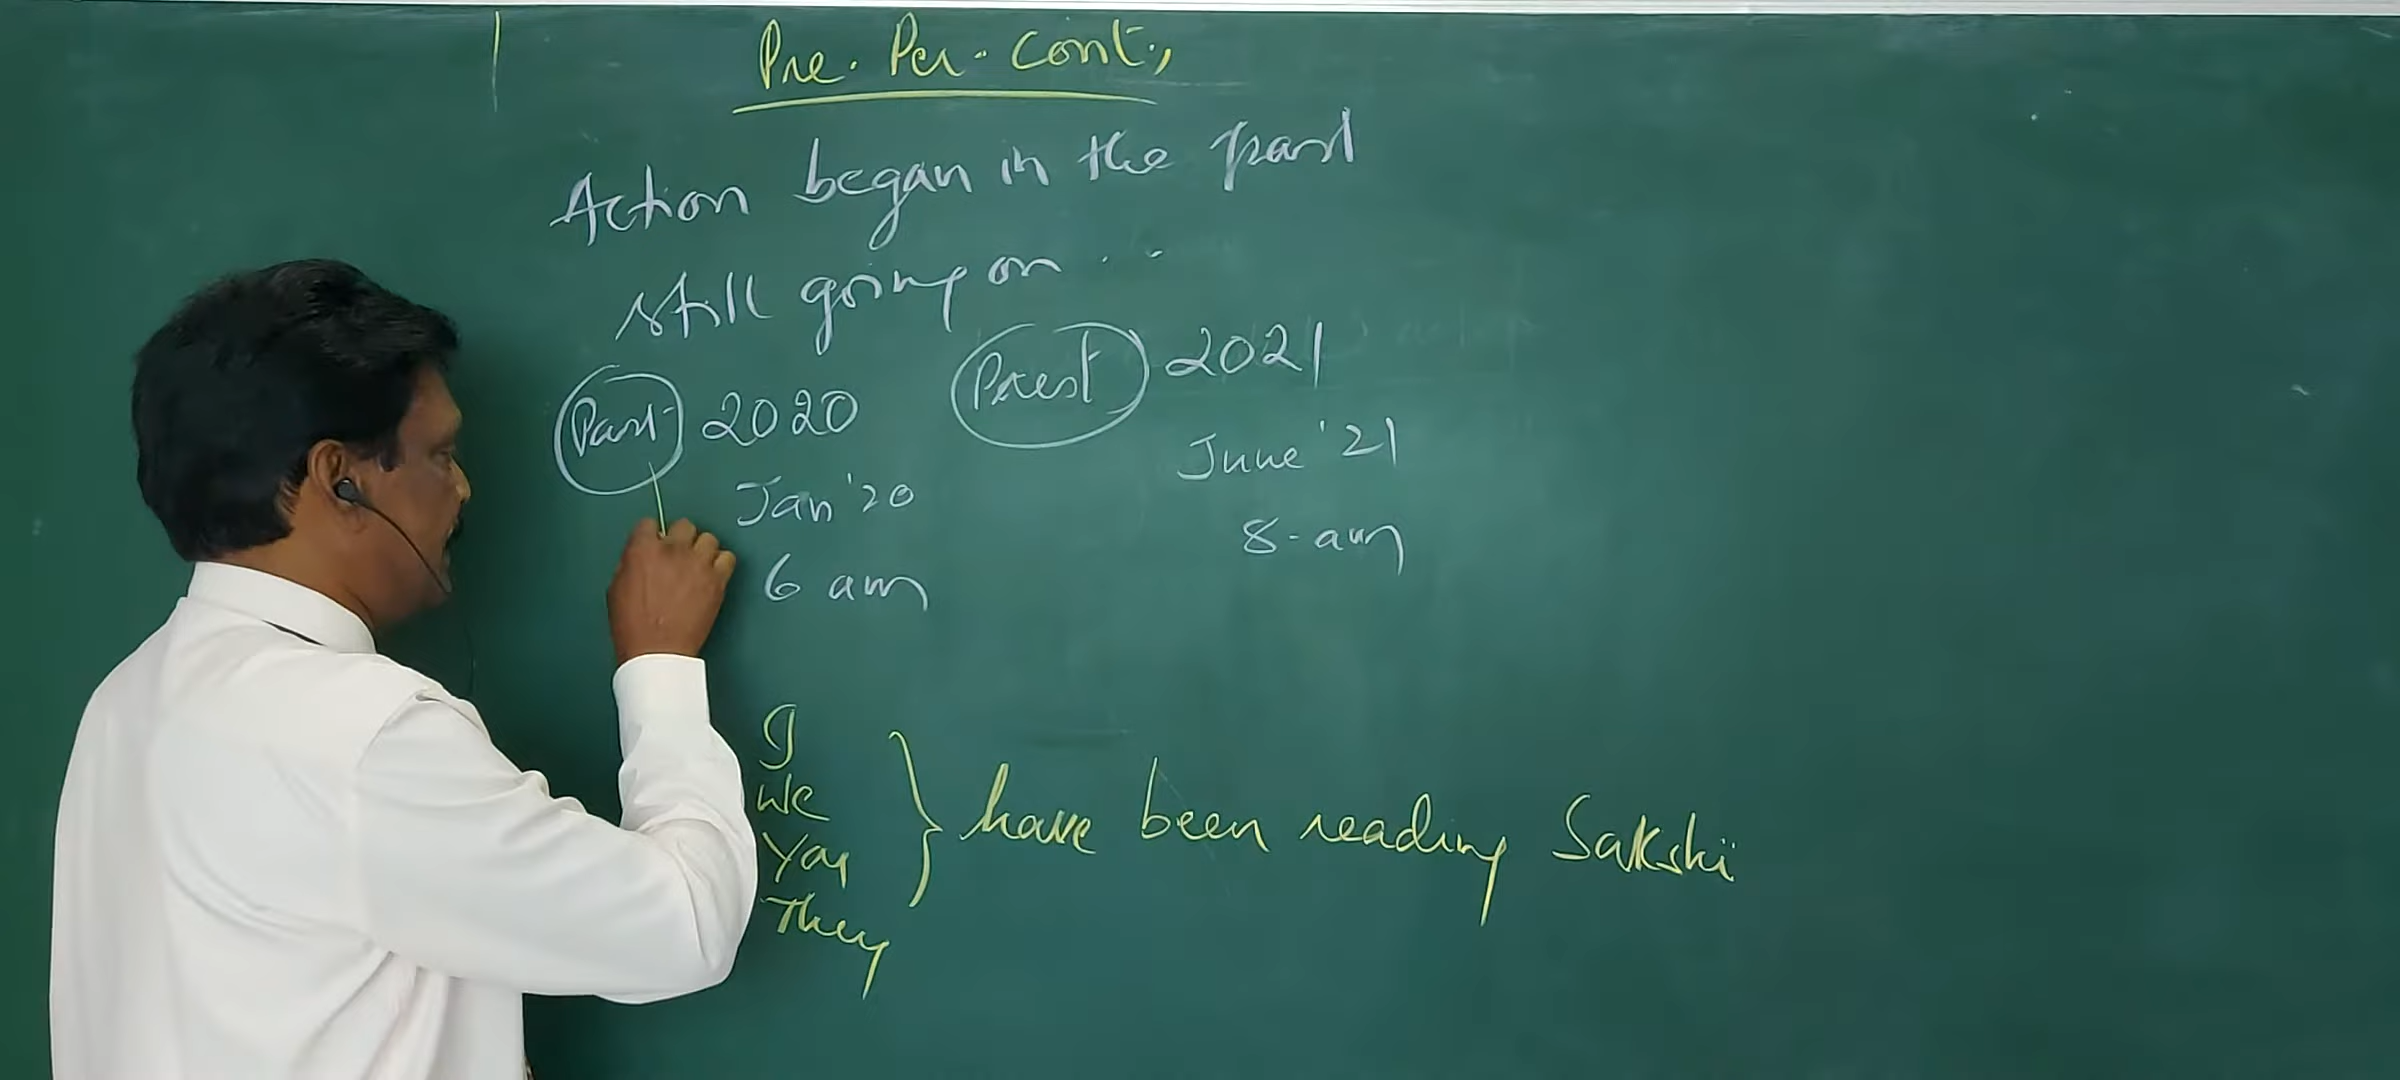 Pre. Per. Cont.,
Action began in the past
still going on...
Past 2020 Prest 2021
Jan '20 June '21
6 am 8-am
I
We
You
They
} have been reading Sakshi